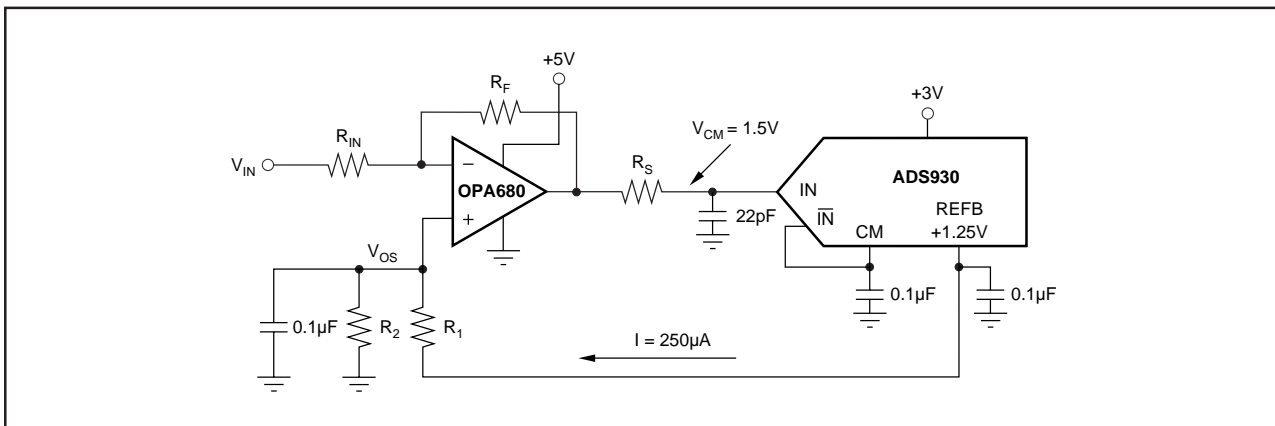 +5V
R_F
+3V
V_CM = 1.5V
R_IN
V_IN
R_S
−
OPA680
+
ADS930
IN
I̅N̅
REFB
+1.25V
CM
22pF
V_OS
0.1µF
0.1µF
0.1µF
R_2
R_1
I = 250µA